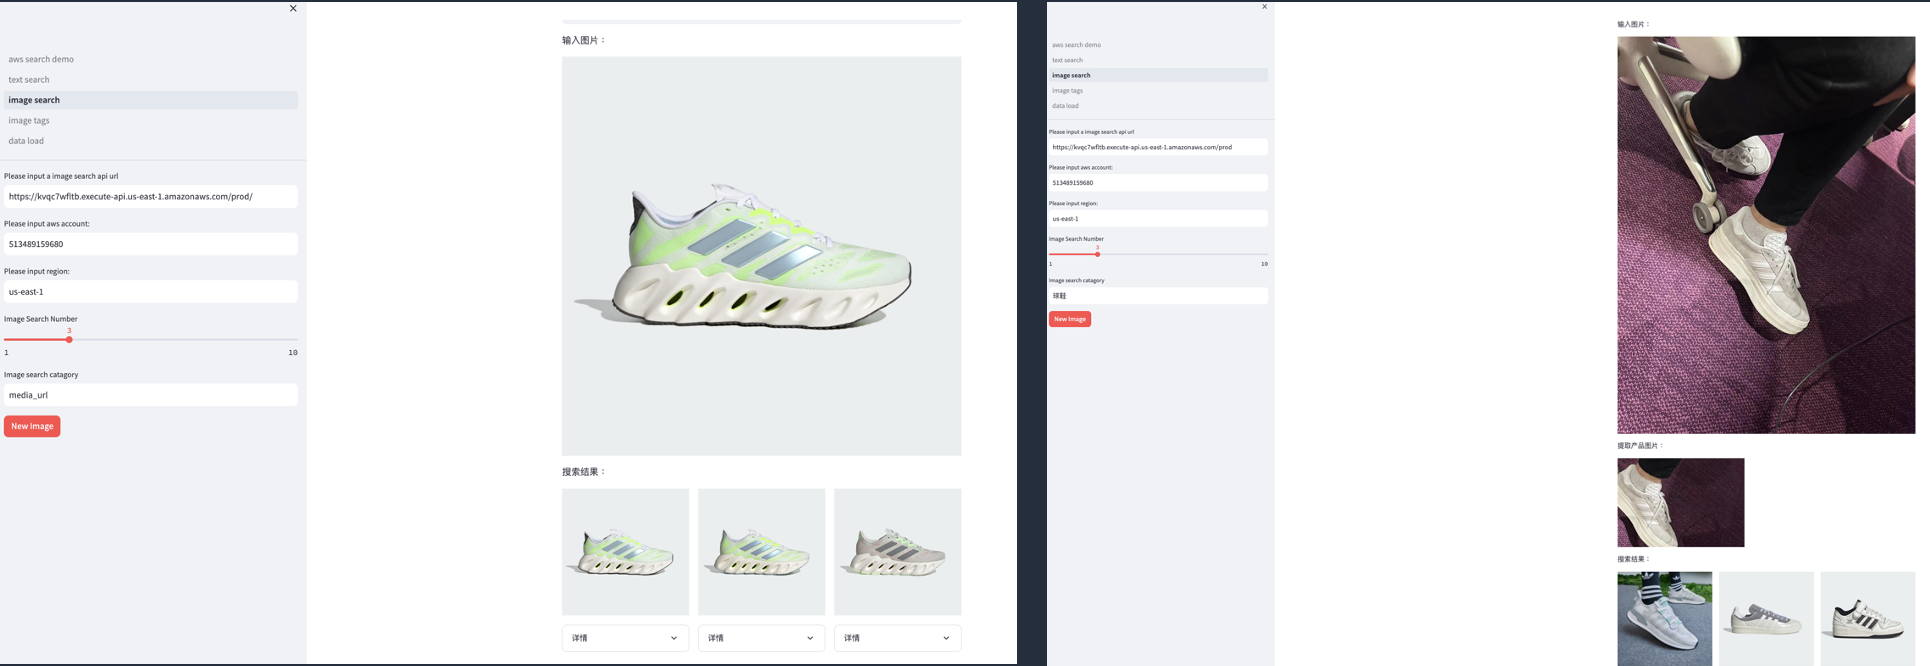 aws search demo
text search
image search
image tags
data load
Please input a image search api url
https://kvqc7wfltb.execute-api.us-east-1.amazonaws.com/prod/
Please input aws account:
513489159680
Please input region:
us-east-1
Image Search Number
3
1 10
Image search catagory
media_url
New Image
输入图片：
搜索结果：
详情 详情 详情
aws search demo
text search
image search
image tags
data load
Please input a image search api url
https://kvqc7wfltb.execute-api.us-east-1.amazonaws.com/prod
Please input aws account:
513489159680
Please input region:
us-east-1
Image Search Number
3
1 10
Image search catagory
球鞋
New Image
输入图片：
提取产品图片：
搜索结果：